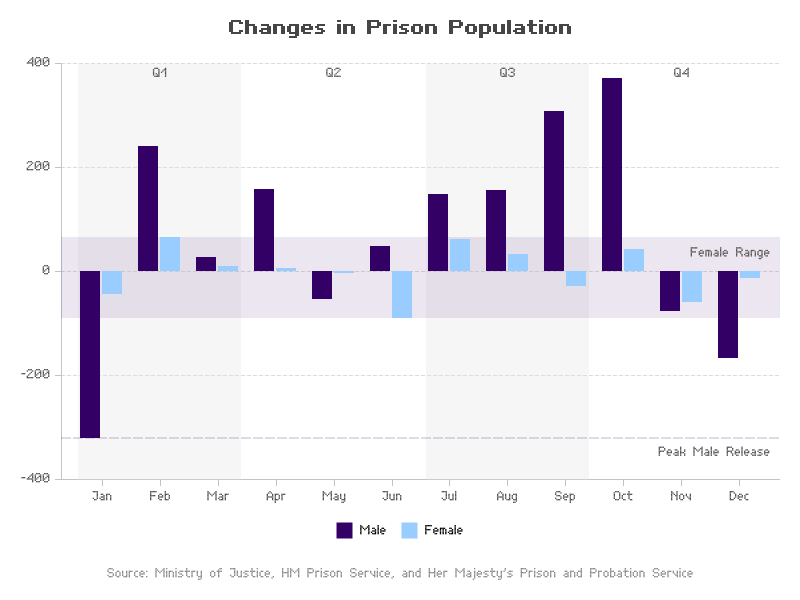 Changes in Prison Population
400
Q1 Q2 Q3 Q4
200
Female Range
0
-200
Peak Male Release
-400
Jan Feb Mar Apr May Jun Jul Aug Sep Oct Nov Dec
Male Female
Source: Ministry of Justice, HM Prison Service, and Her Majesty's Prison and Probation Service